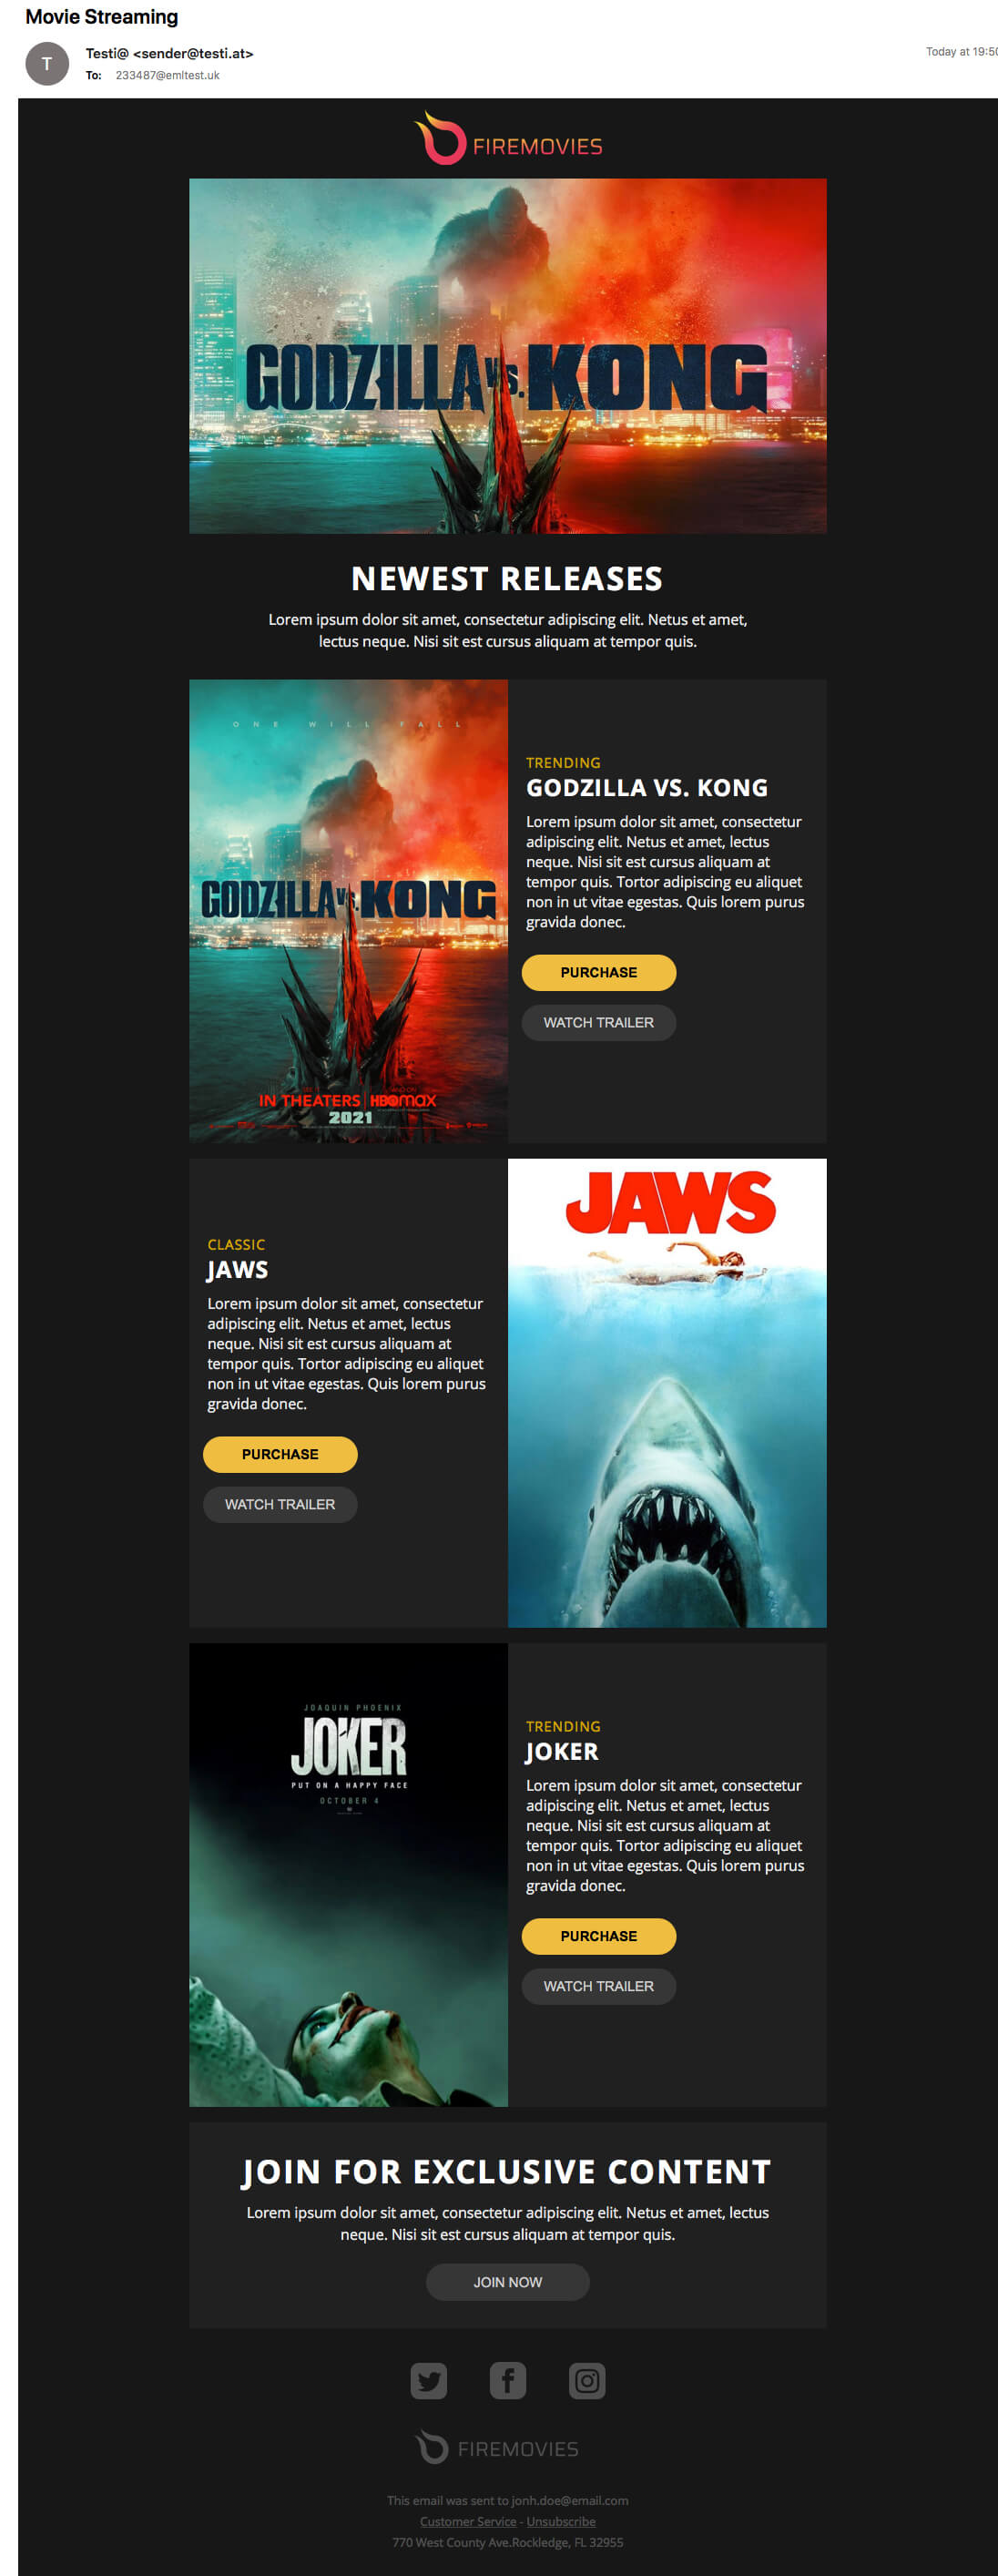 Movie Streaming
T
Testi@ <sender@testi.at>
Today at 19:50
To: 233487@emltest.uk
FIREMOVIES
GODZILLA VS. KONG
NEWEST RELEASES
Lorem ipsum dolor sit amet, consectetur adipiscing elit. Netus et amet,
lectus neque. Nisi sit est cursus aliquam at tempor quis.
ONE WILL FALL
GODZILLA VS. KONG
IN THEATERS HBOMAX
2021
TRENDING
GODZILLA VS. KONG
Lorem ipsum dolor sit amet, consectetur
adipiscing elit. Netus et amet, lectus
neque. Nisi sit est cursus aliquam at
tempor quis. Tortor adipiscing eu aliquet
non in ut vitae egestas. Quis lorem purus
gravida donec.
PURCHASE
WATCH TRAILER
CLASSIC
JAWS
Lorem ipsum dolor sit amet, consectetur
adipiscing elit. Netus et amet, lectus
neque. Nisi sit est cursus aliquam at
tempor quis. Tortor adipiscing eu aliquet
non in ut vitae egestas. Quis lorem purus
gravida donec.
PURCHASE
WATCH TRAILER
JAWS
JOAQUIN PHOENIX
JOKER
PUT ON A HAPPY FACE
OCTOBER 4
TRENDING
JOKER
Lorem ipsum dolor sit amet, consectetur
adipiscing elit. Netus et amet, lectus
neque. Nisi sit est cursus aliquam at
tempor quis. Tortor adipiscing eu aliquet
non in ut vitae egestas. Quis lorem purus
gravida donec.
PURCHASE
WATCH TRAILER
JOIN FOR EXCLUSIVE CONTENT
Lorem ipsum dolor sit amet, consectetur adipiscing elit. Netus et amet, lectus
neque. Nisi sit est cursus aliquam at tempor quis.
JOIN NOW
FIREMOVIES
This email was sent to jonh.doe@email.com
Customer Service - Unsubscribe
770 West County Ave.Rockledge, FL 32955